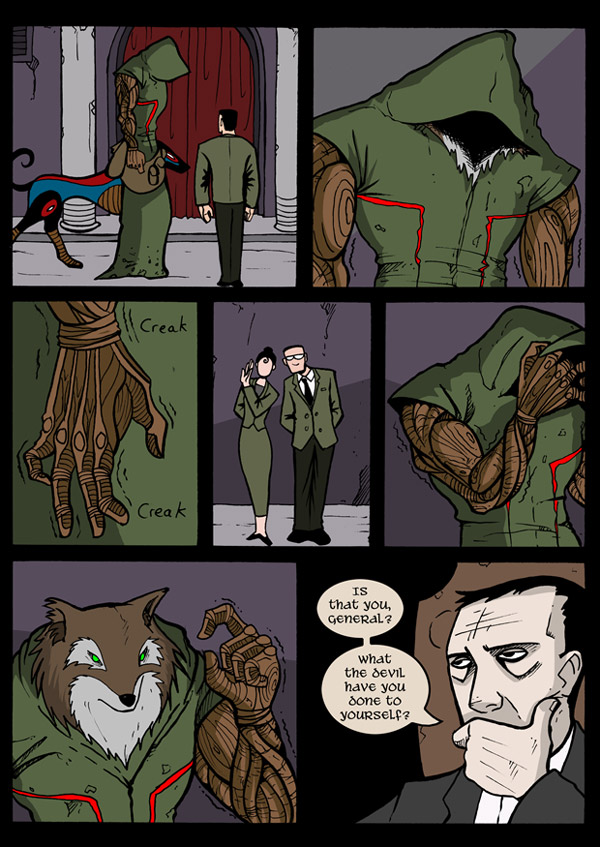 Creak
Creak
Is
that you,
General?
What
the devil
have you
done to
yourself?